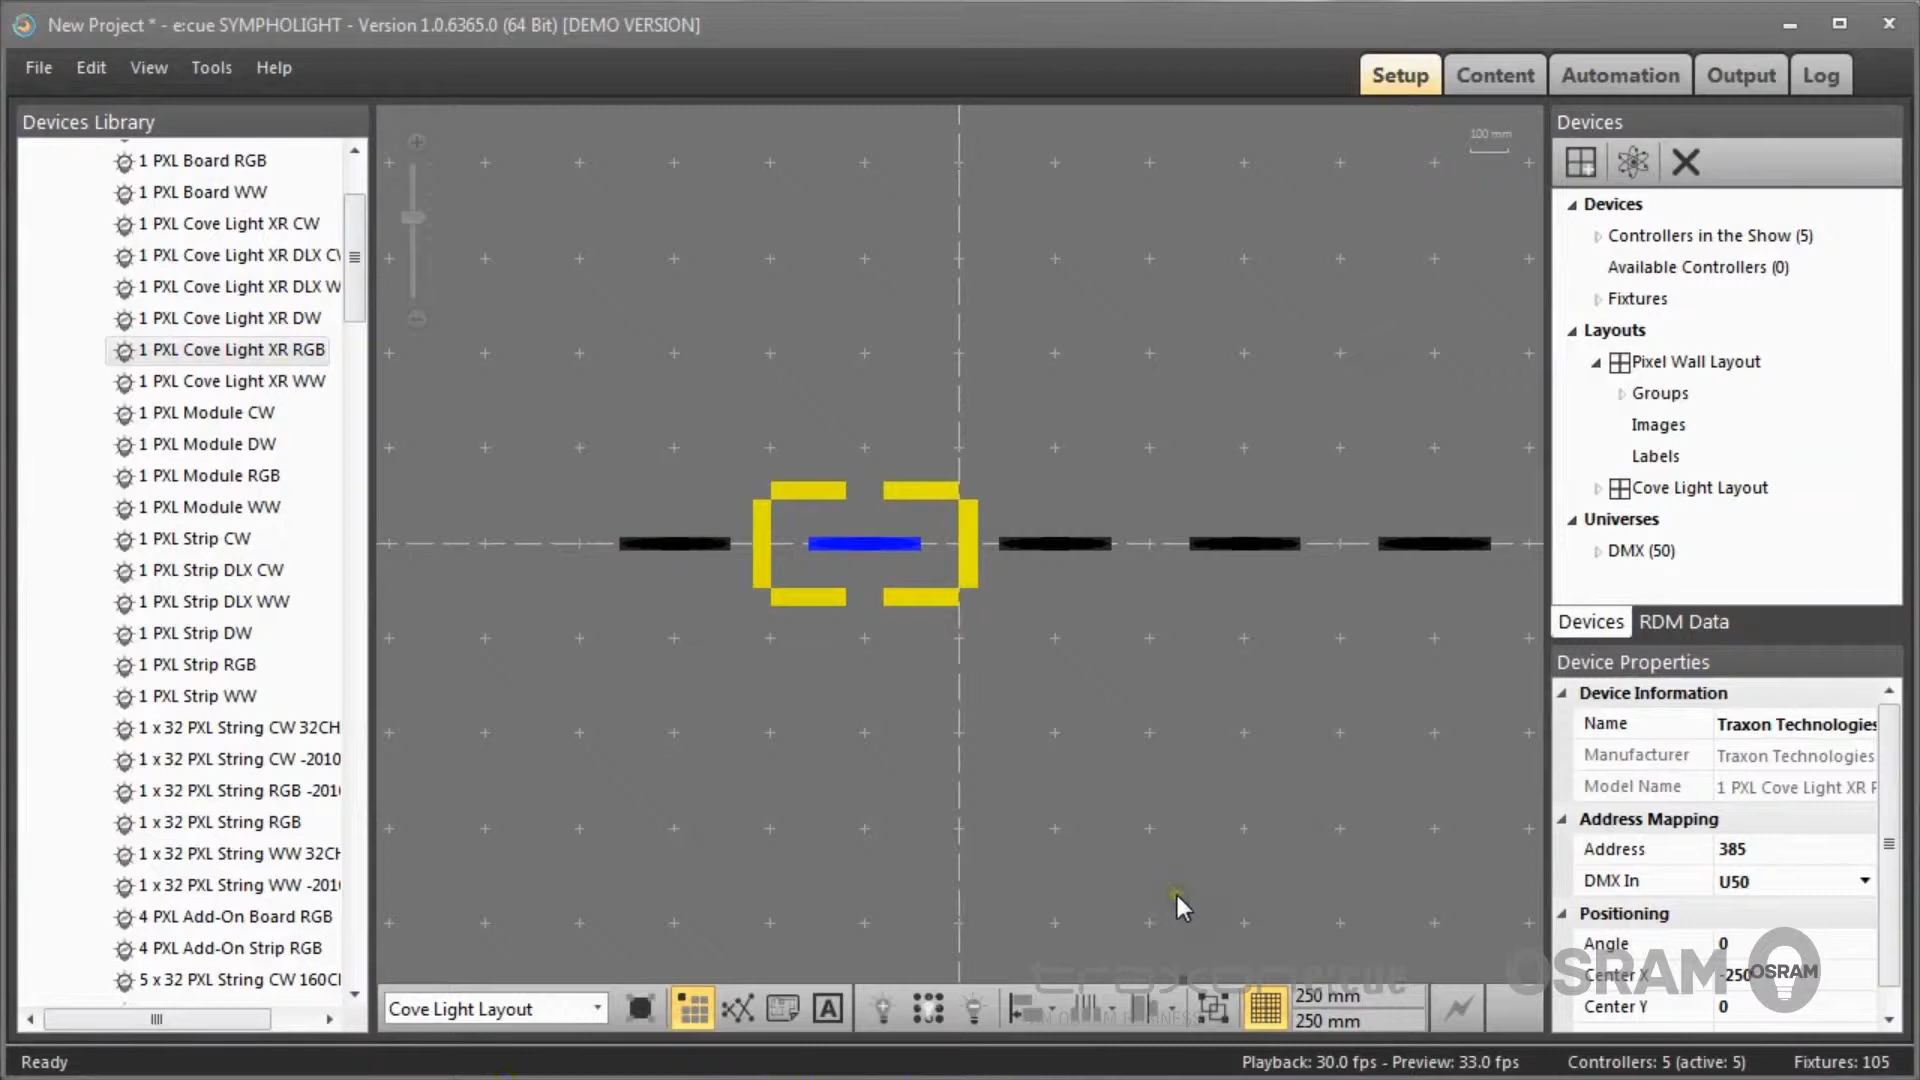 New Project * - e:cue SYMPHOLIGHT - Version 1.0.6365.0 (64 Bit) [DEMO VERSION]
File Edit View Tools Help
Setup Content Automation Output Log
Devices Library
1 PXL Board RGB
1 PXL Board WW
1 PXL Cove Light XR CW
1 PXL Cove Light XR DLX CW
1 PXL Cove Light XR DLX W
1 PXL Cove Light XR DW
1 PXL Cove Light XR RGB
1 PXL Cove Light XR WW
1 PXL Module CW
1 PXL Module DW
1 PXL Module RGB
1 PXL Module WW
1 PXL Strip CW
1 PXL Strip DLX CW
1 PXL Strip DLX WW
1 PXL Strip DW
1 PXL Strip RGB
1 PXL Strip WW
1 x 32 PXL String CW 32CH
1 x 32 PXL String CW -2010
1 x 32 PXL String RGB -2010
1 x 32 PXL String RGB
1 x 32 PXL String WW 32CH
1 x 32 PXL String WW -2010
4 PXL Add-On Board RGB
4 PXL Add-On Strip RGB
5 x 32 PXL String CW 160CH
100 mm
Cove Light Layout
A
250 mm
250 mm
traxon e:cue
Devices
Devices
Controllers in the Show (5)
Available Controllers (0)
Fixtures
Layouts
Pixel Wall Layout
Groups
Images
Labels
Cove Light Layout
Universes
DMX (50)
Devices RDM Data
Device Properties
Device Information
Name Traxon Technologies
Manufacturer Traxon Technologies
Model Name 1 PXL Cove Light XR R
Address Mapping
Address 385
DMX In U50
Positioning
Angle 0
Center X -250
Center Y 0
OSRAM
OSRAM
Ready
Playback: 30.0 fps - Preview: 33.0 fps
Controllers: 5 (active: 5)
Fixtures: 105